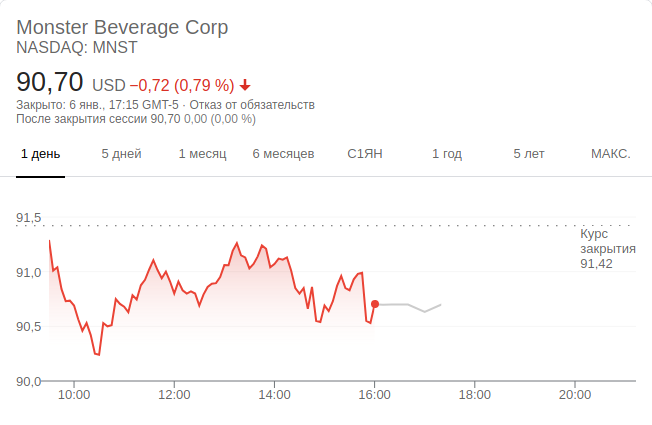 Monster Beverage Corp
NASDAQ: MNST
90,70 USD −0,72 (0,79 %)
Закрыто: 6 янв., 17:15 GMT-5 · Отказ от обязательств
После закрытия сессии 90,70 0,00 (0,00 %)
1 день 5 дней 1 месяц 6 месяцев С1ЯН 1 год 5 лет МАКС.
91,5
Курс
закрытия
91,42
91,0
90,5
90,0
10:00 12:00 14:00 16:00 18:00 20:00